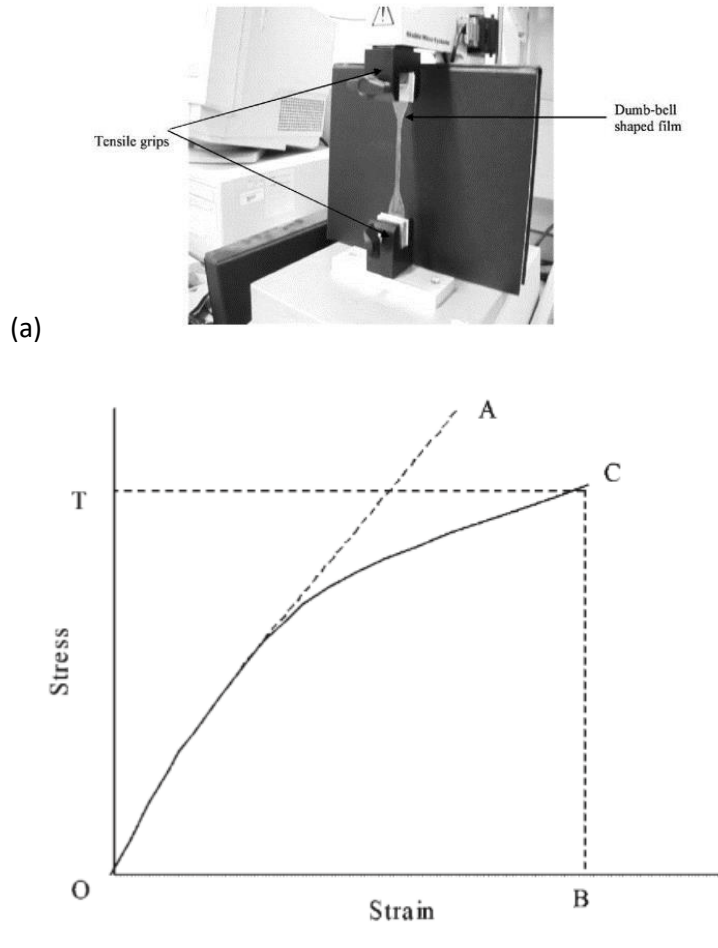 Tensile grips
Dumb-bell
shaped film
(a)
A
C
T
Stress
O
Strain
B